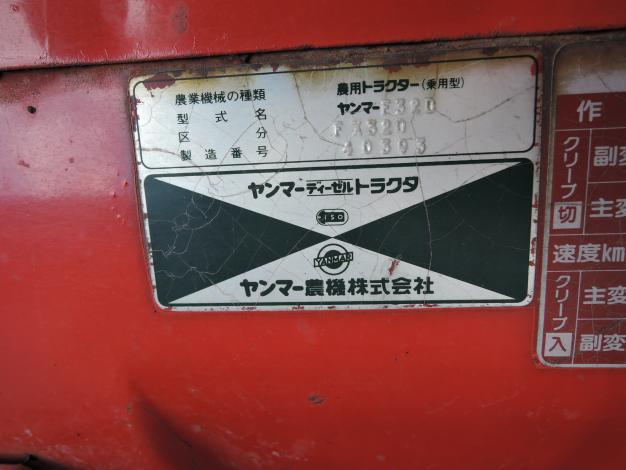 農業機械の種類 農用トラクター(乗用型)
型式名 ヤンマーF320
区分 FX320
製造番号 40393
ヤンマーディーゼルトラクタ
ISO
YANMAR
ヤンマー農機株式会社
作
クリープ 切 副変
主変
速度km
クリープ 入 主変
副変